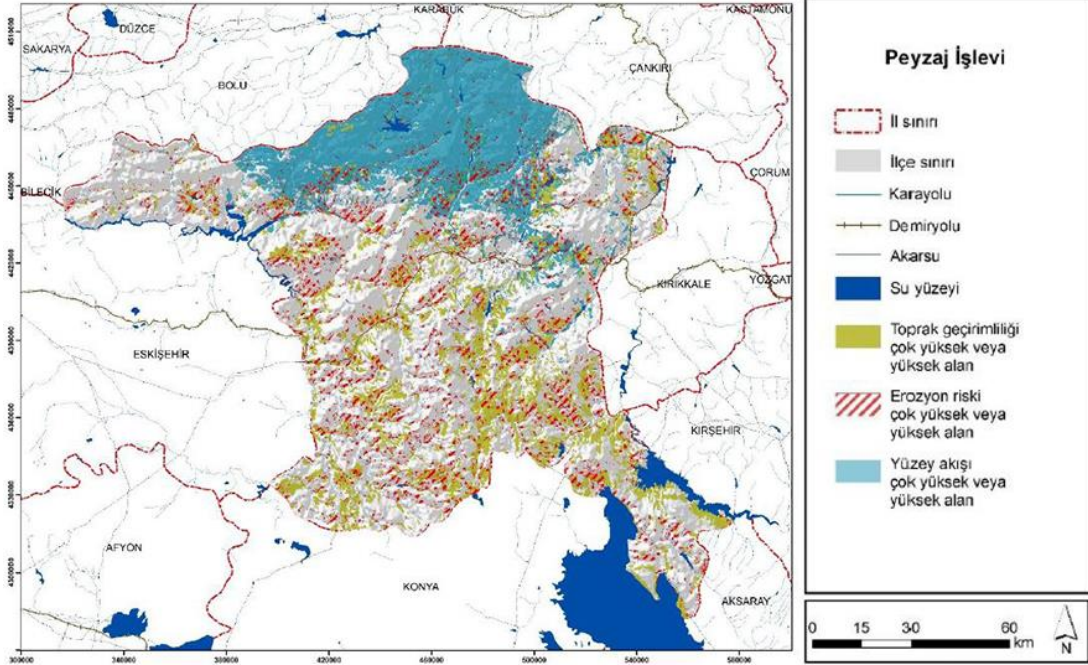 KARABÜK
KASTAMONU
DÜZCE
SAKARYA
BOLU
ÇANKIRI
BİLECİK
ÇORUM
KIRIKKALE
YOZGAT
ESKİŞEHİR
KIRŞEHİR
AFYON
KONYA
AKSARAY
Peyzaj İşlevi
İl sınırı
İlçe sınırı
Karayolu
Demiryolu
Akarsu
Su yüzeyi
Toprak geçirimliliği
çok yüksek veya
yüksek alan
Erozyon riski
çok yüksek veya
yüksek alan
Yüzey akışı
çok yüksek veya
yüksek alan
0 15 30 60
km
N